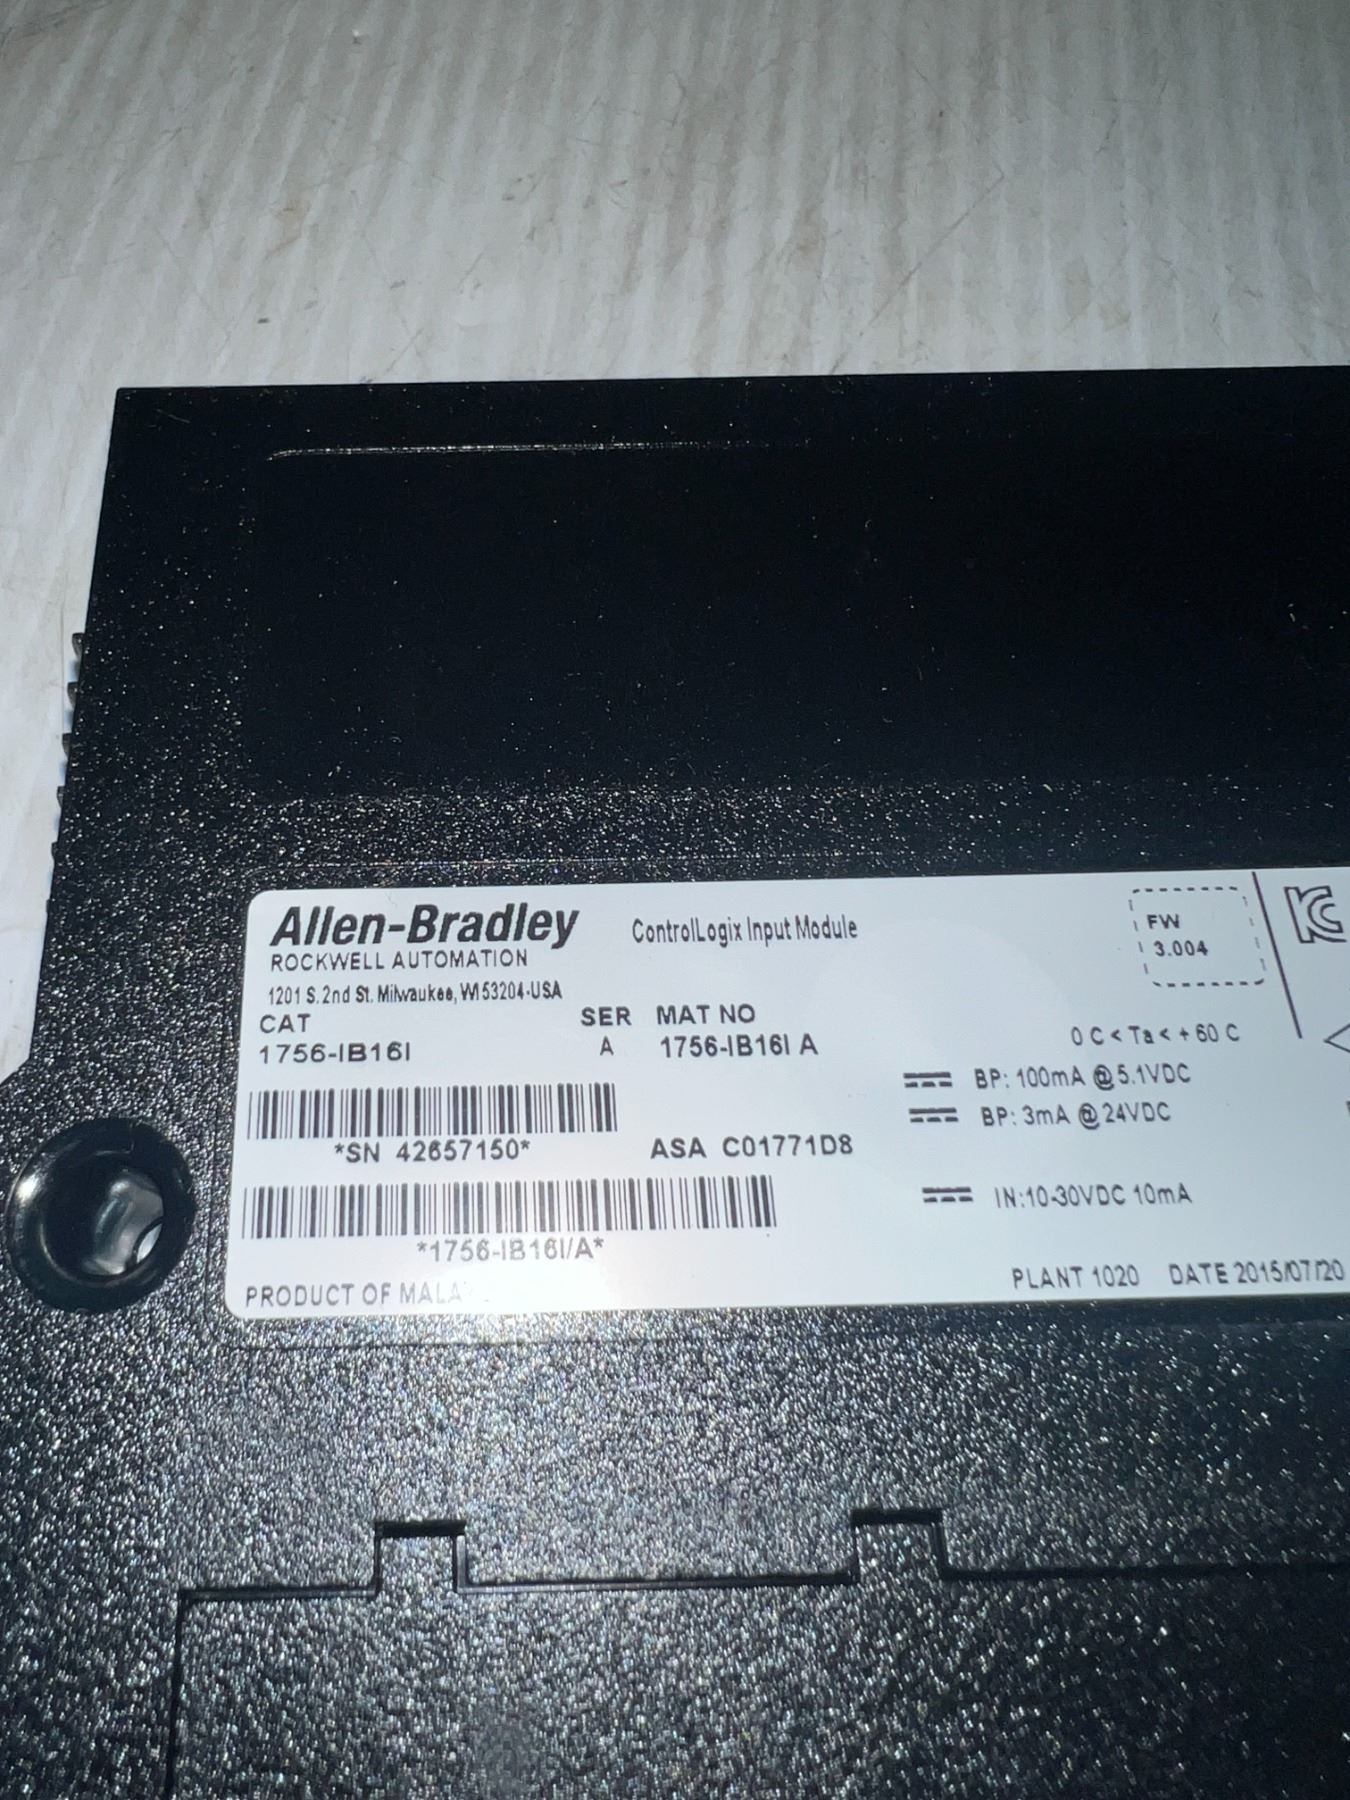 Allen-Bradley ControlLogix Input Module
FW
3.004
ROCKWELL AUTOMATION
1201 S. 2nd St. Milwaukee, WI 53204-USA
CAT SER MAT NO
1756-IB16I A 1756-IB16I A
0 C < Ta < + 60 C
BP: 100mA @ 5.1VDC
BP: 3mA @ 24VDC
*SN 42657150* ASA C01771D8
IN:10-30VDC 10mA
*1756-IB16I/A*
PRODUCT OF MALA
PLANT 1020 DATE 2015/07/20